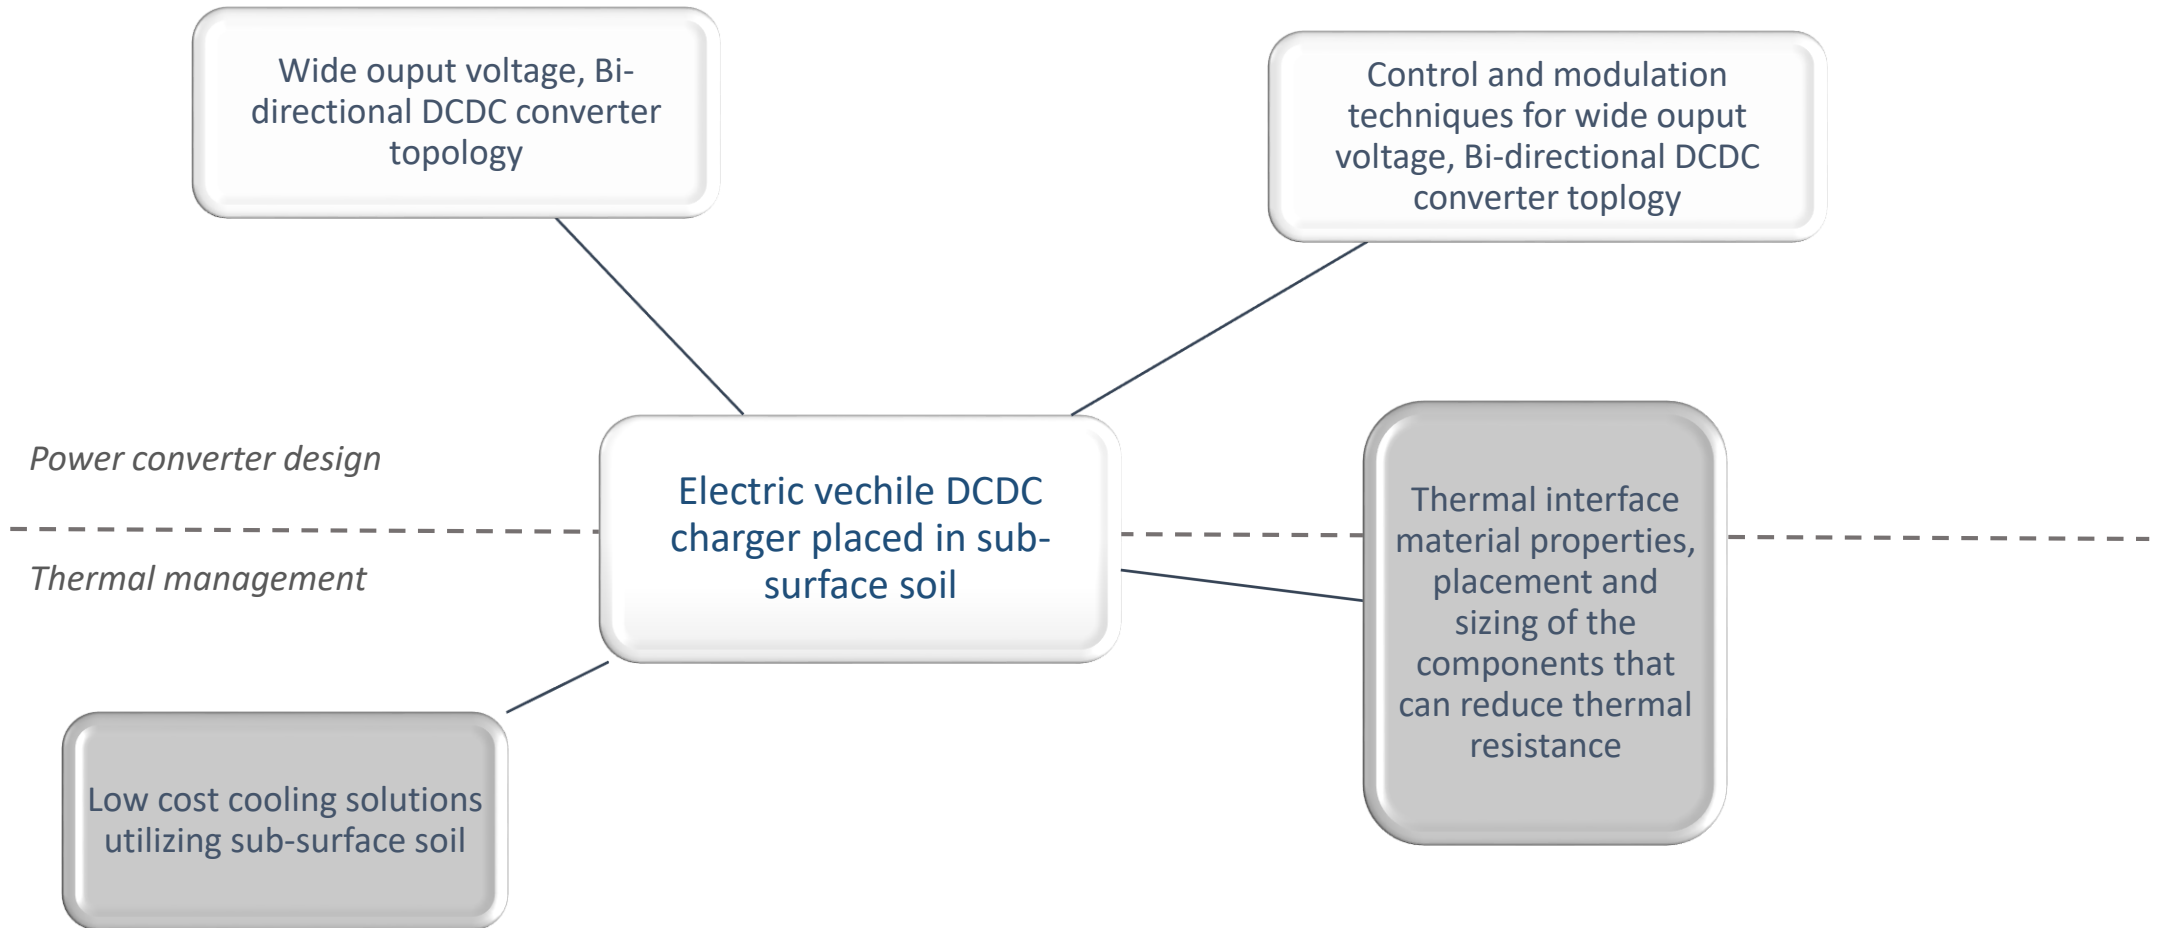 Wide ouput voltage, Bi-
directional DCDC converter
topology
Control and modulation
techniques for wide ouput
voltage, Bi-directional DCDC
converter toplogy
Power converter design
Electric vechile DCDC
charger placed in sub-
surface soil
Thermal interface
material properties,
placement and
sizing of the
components that
can reduce thermal
resistance
Thermal management
Low cost cooling solutions
utilizing sub-surface soil